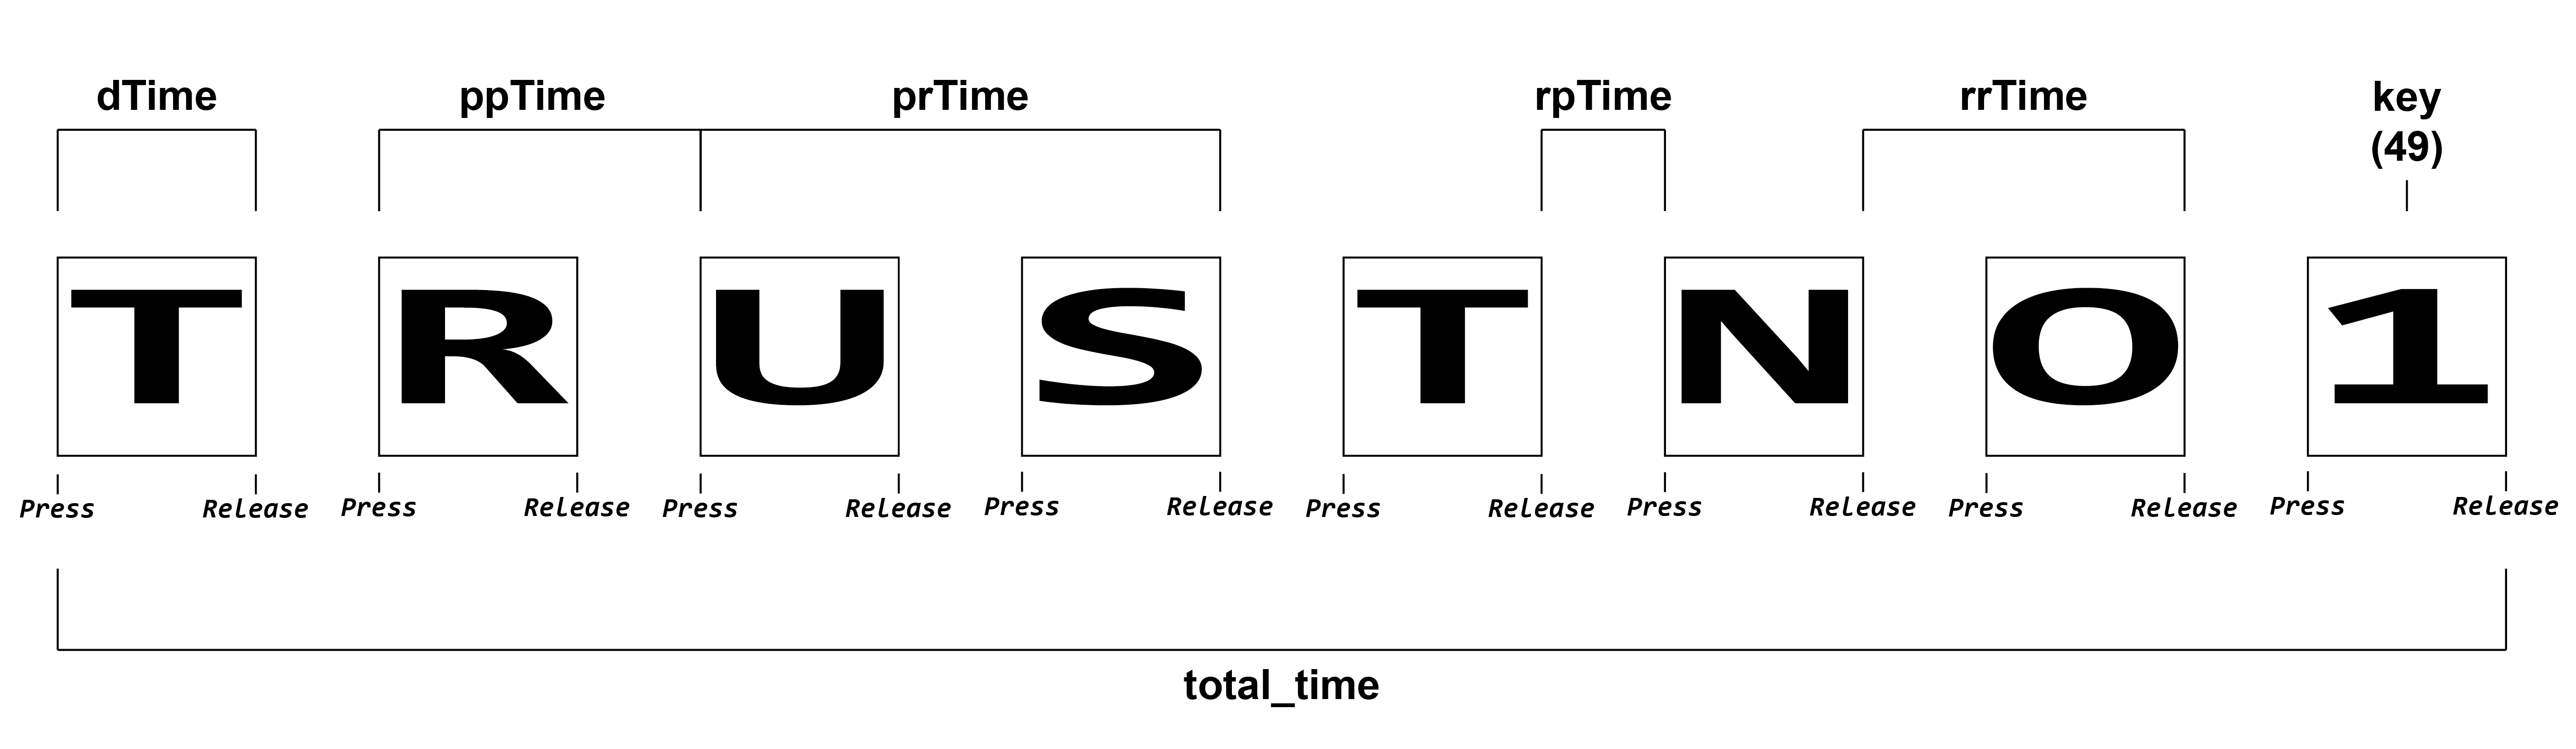 dTime ppTime prTime rpTime rrTime key
(49)
T R U S T N O 1
Press Release Press Release Press Release Press Release Press Release Press Release Press Release Press Release
total_time